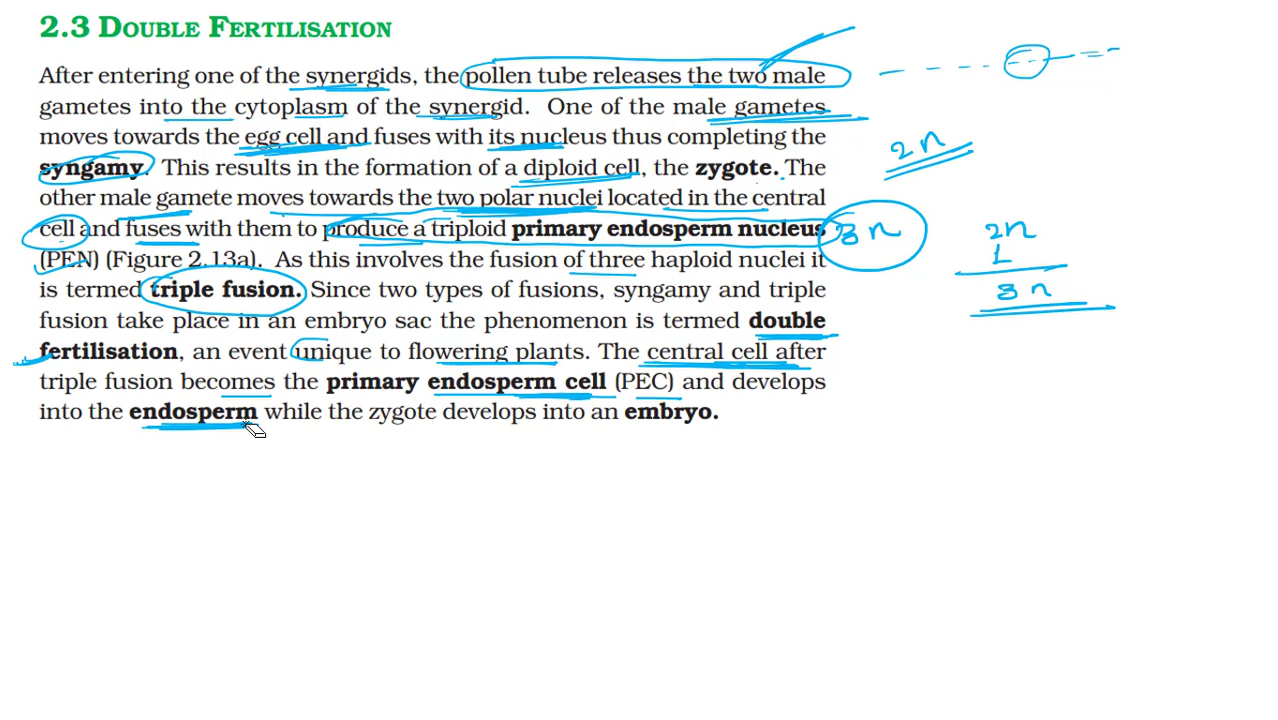 2.3 DOUBLE FERTILISATION
After entering one of the synergids, the pollen tube releases the two male
gametes into the cytoplasm of the synergid. One of the male gametes
moves towards the egg cell and fuses with its nucleus thus completing the
syngamy. This results in the formation of a diploid cell, the zygote. The
other male gamete moves towards the two polar nuclei located in the central
cell and fuses with them to produce a triploid primary endosperm nucleus
(PEN) (Figure 2.13a). As this involves the fusion of three haploid nuclei it
is termed triple fusion. Since two types of fusions, syngamy and triple
fusion take place in an embryo sac the phenomenon is termed double
fertilisation, an event unique to flowering plants. The central cell after
triple fusion becomes the primary endosperm cell (PEC) and develops
into the endosperm while the zygote develops into an embryo.
2n
3n
2n
1
3n